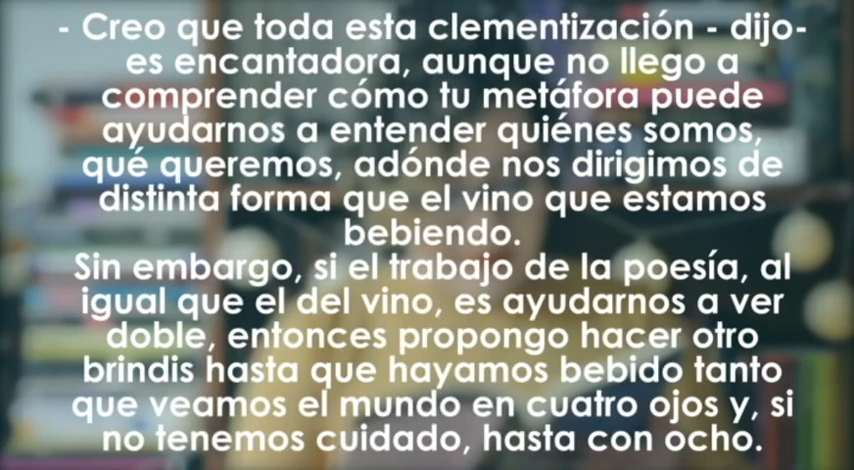 - Creo que toda esta clementización - dijo-
es encantadora, aunque no llego a
comprender cómo tu metáfora puede
ayudarnos a entender quiénes somos,
qué queremos, adónde nos dirigimos de
distinta forma que el vino que estamos
bebiendo.
Sin embargo, si el trabajo de la poesía, al
igual que el del vino, es ayudarnos a ver
doble, entonces propongo hacer otro
brindis hasta que hayamos bebido tanto
que veamos el mundo en cuatro ojos y, si
no tenemos cuidado, hasta con ocho.